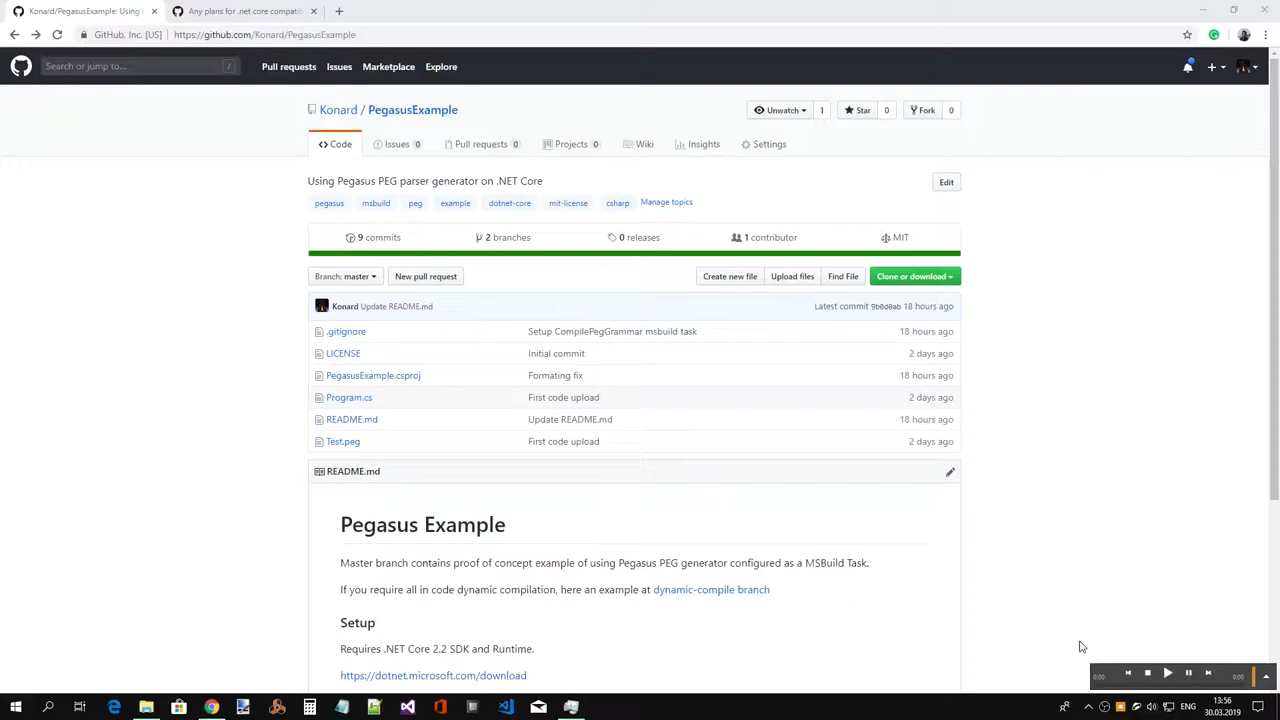 Konard/PegasusExample: Using
Any plans for .net core compatib
GitHub, Inc. [US] | https://github.com/Konard/PegasusExample
Search or jump to... /
Pull requests Issues Marketplace Explore
Konard / PegasusExample
Unwatch 1 Star 0 Fork 0
Code Issues 0 Pull requests 0 Projects 0 Wiki Insights Settings
Using Pegasus PEG parser generator on .NET Core
Edit
pegasus msbuild peg example dotnet-core mit-license csharp Manage topics
9 commits 2 branches 0 releases 1 contributor MIT
Branch: master New pull request Create new file Upload files Find File Clone or download
Konard Update README.md Latest commit 9b0d0ab 18 hours ago
.gitignore Setup CompilePegGrammar msbuild task 18 hours ago
LICENSE Initial commit 2 days ago
PegasusExample.csproj Formating fix 18 hours ago
Program.cs First code upload 2 days ago
README.md Update README.md 18 hours ago
Test.peg First code upload 2 days ago
README.md
Pegasus Example
Master branch contains proof of concept example of using Pegasus PEG generator configured as a MSBuild Task.
If you require all in code dynamic compilation, here an example at dynamic-compile branch
Setup
Requires .NET Core 2.2 SDK and Runtime.
https://dotnet.microsoft.com/download
0:00 0:00
ENG
13:56
30.03.2019